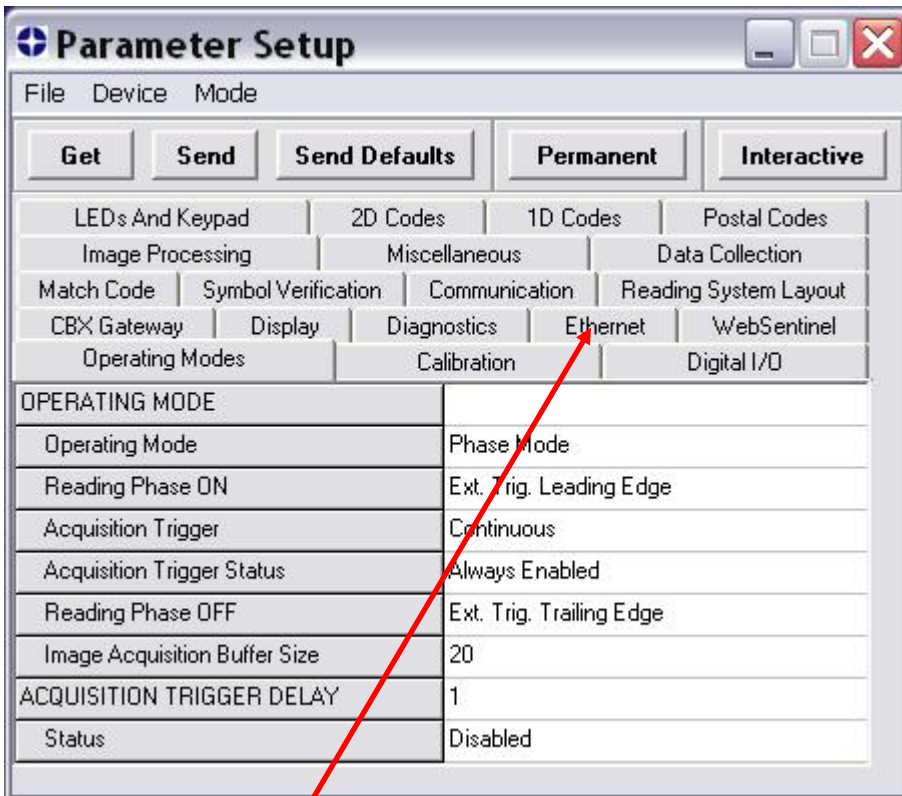 Parameter Setup
File Device Mode
Get Send Send Defaults Permanent Interactive
LEDs And Keypad 2D Codes 1D Codes Postal Codes
Image Processing Miscellaneous Data Collection
Match Code Symbol Verification Communication Reading System Layout
CBX Gateway Display Diagnostics Ethernet WebSentinel
Operating Modes Calibration Digital I/O
OPERATING MODE
Operating Mode Phase Mode
Reading Phase ON Ext. Trig. Leading Edge
Acquisition Trigger Continuous
Acquisition Trigger Status Always Enabled
Reading Phase OFF Ext. Trig. Trailing Edge
Image Acquisition Buffer Size 20
ACQUISITION TRIGGER DELAY 1
Status Disabled